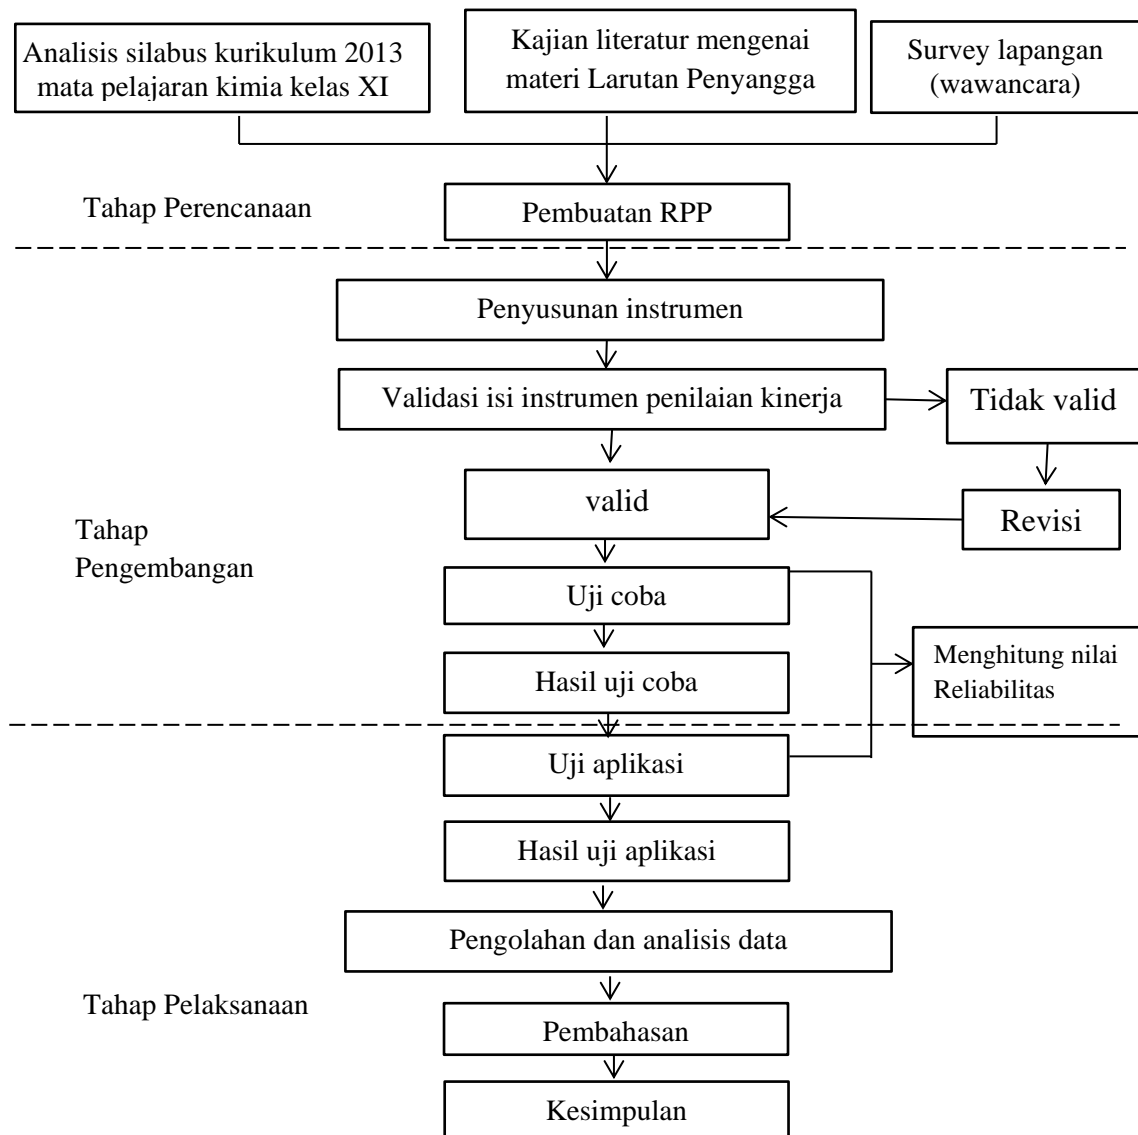 Analisis silabus kurikulum 2013
mata pelajaran kimia kelas XI
Kajian literatur mengenai
materi Larutan Penyangga
Survey lapangan
(wawancara)
Tahap Perencanaan
Pembuatan RPP
Penyusunan instrumen
Validasi isi instrumen penilaian kinerja
Tidak valid
valid
Revisi
Tahap
Pengembangan
Uji coba
Hasil uji coba
Menghitung nilai
Reliabilitas
Uji aplikasi
Hasil uji aplikasi
Pengolahan dan analisis data
Tahap Pelaksanaan
Pembahasan
Kesimpulan